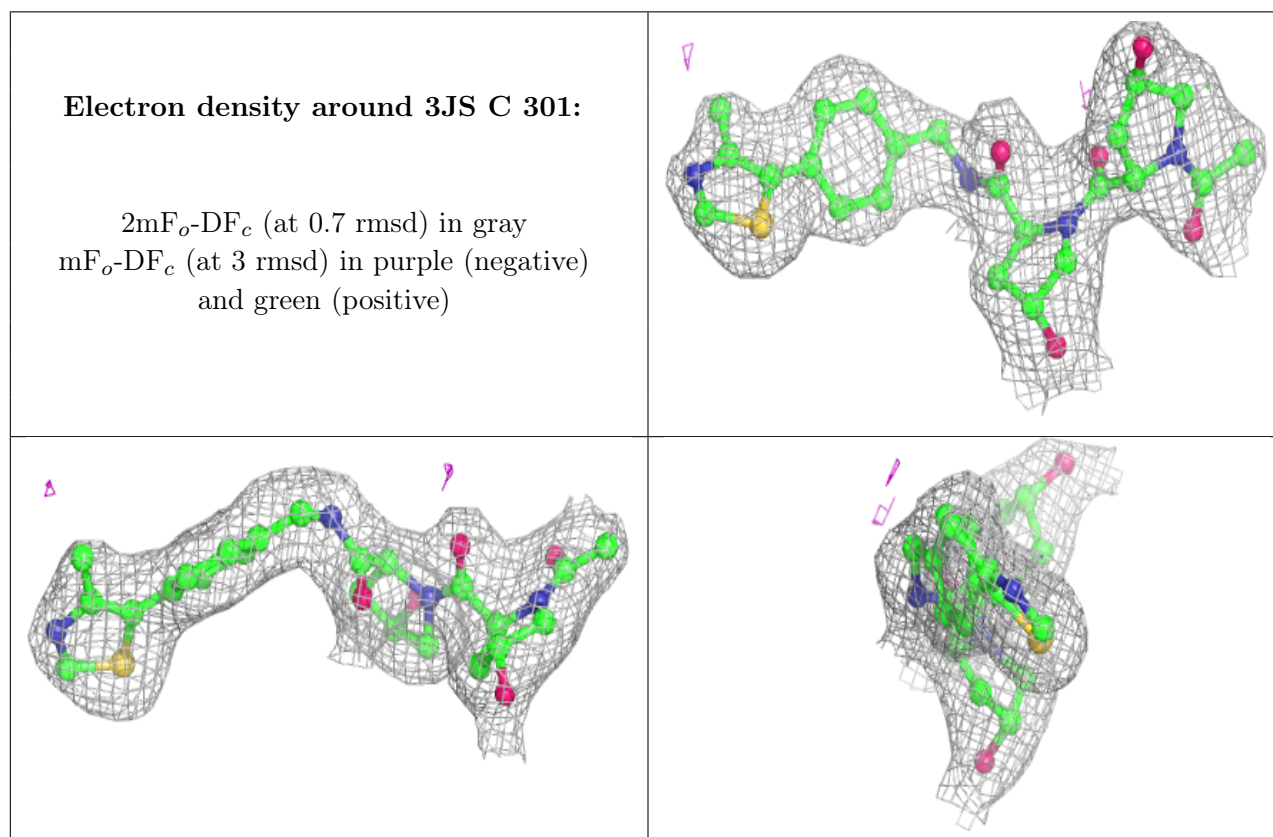 Electron density around 3JS C 301:
2mFₒ-DF𝒸 (at 0.7 rmsd) in gray
mFₒ-DF𝒸 (at 3 rmsd) in purple (negative)
and green (positive)